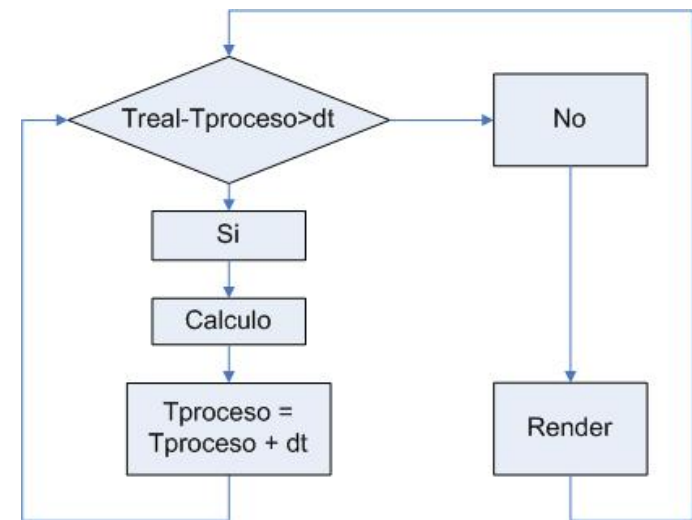 Treal-Tproceso>dt
No
Si
Calculo
Tproceso =
Tproceso + dt
Render